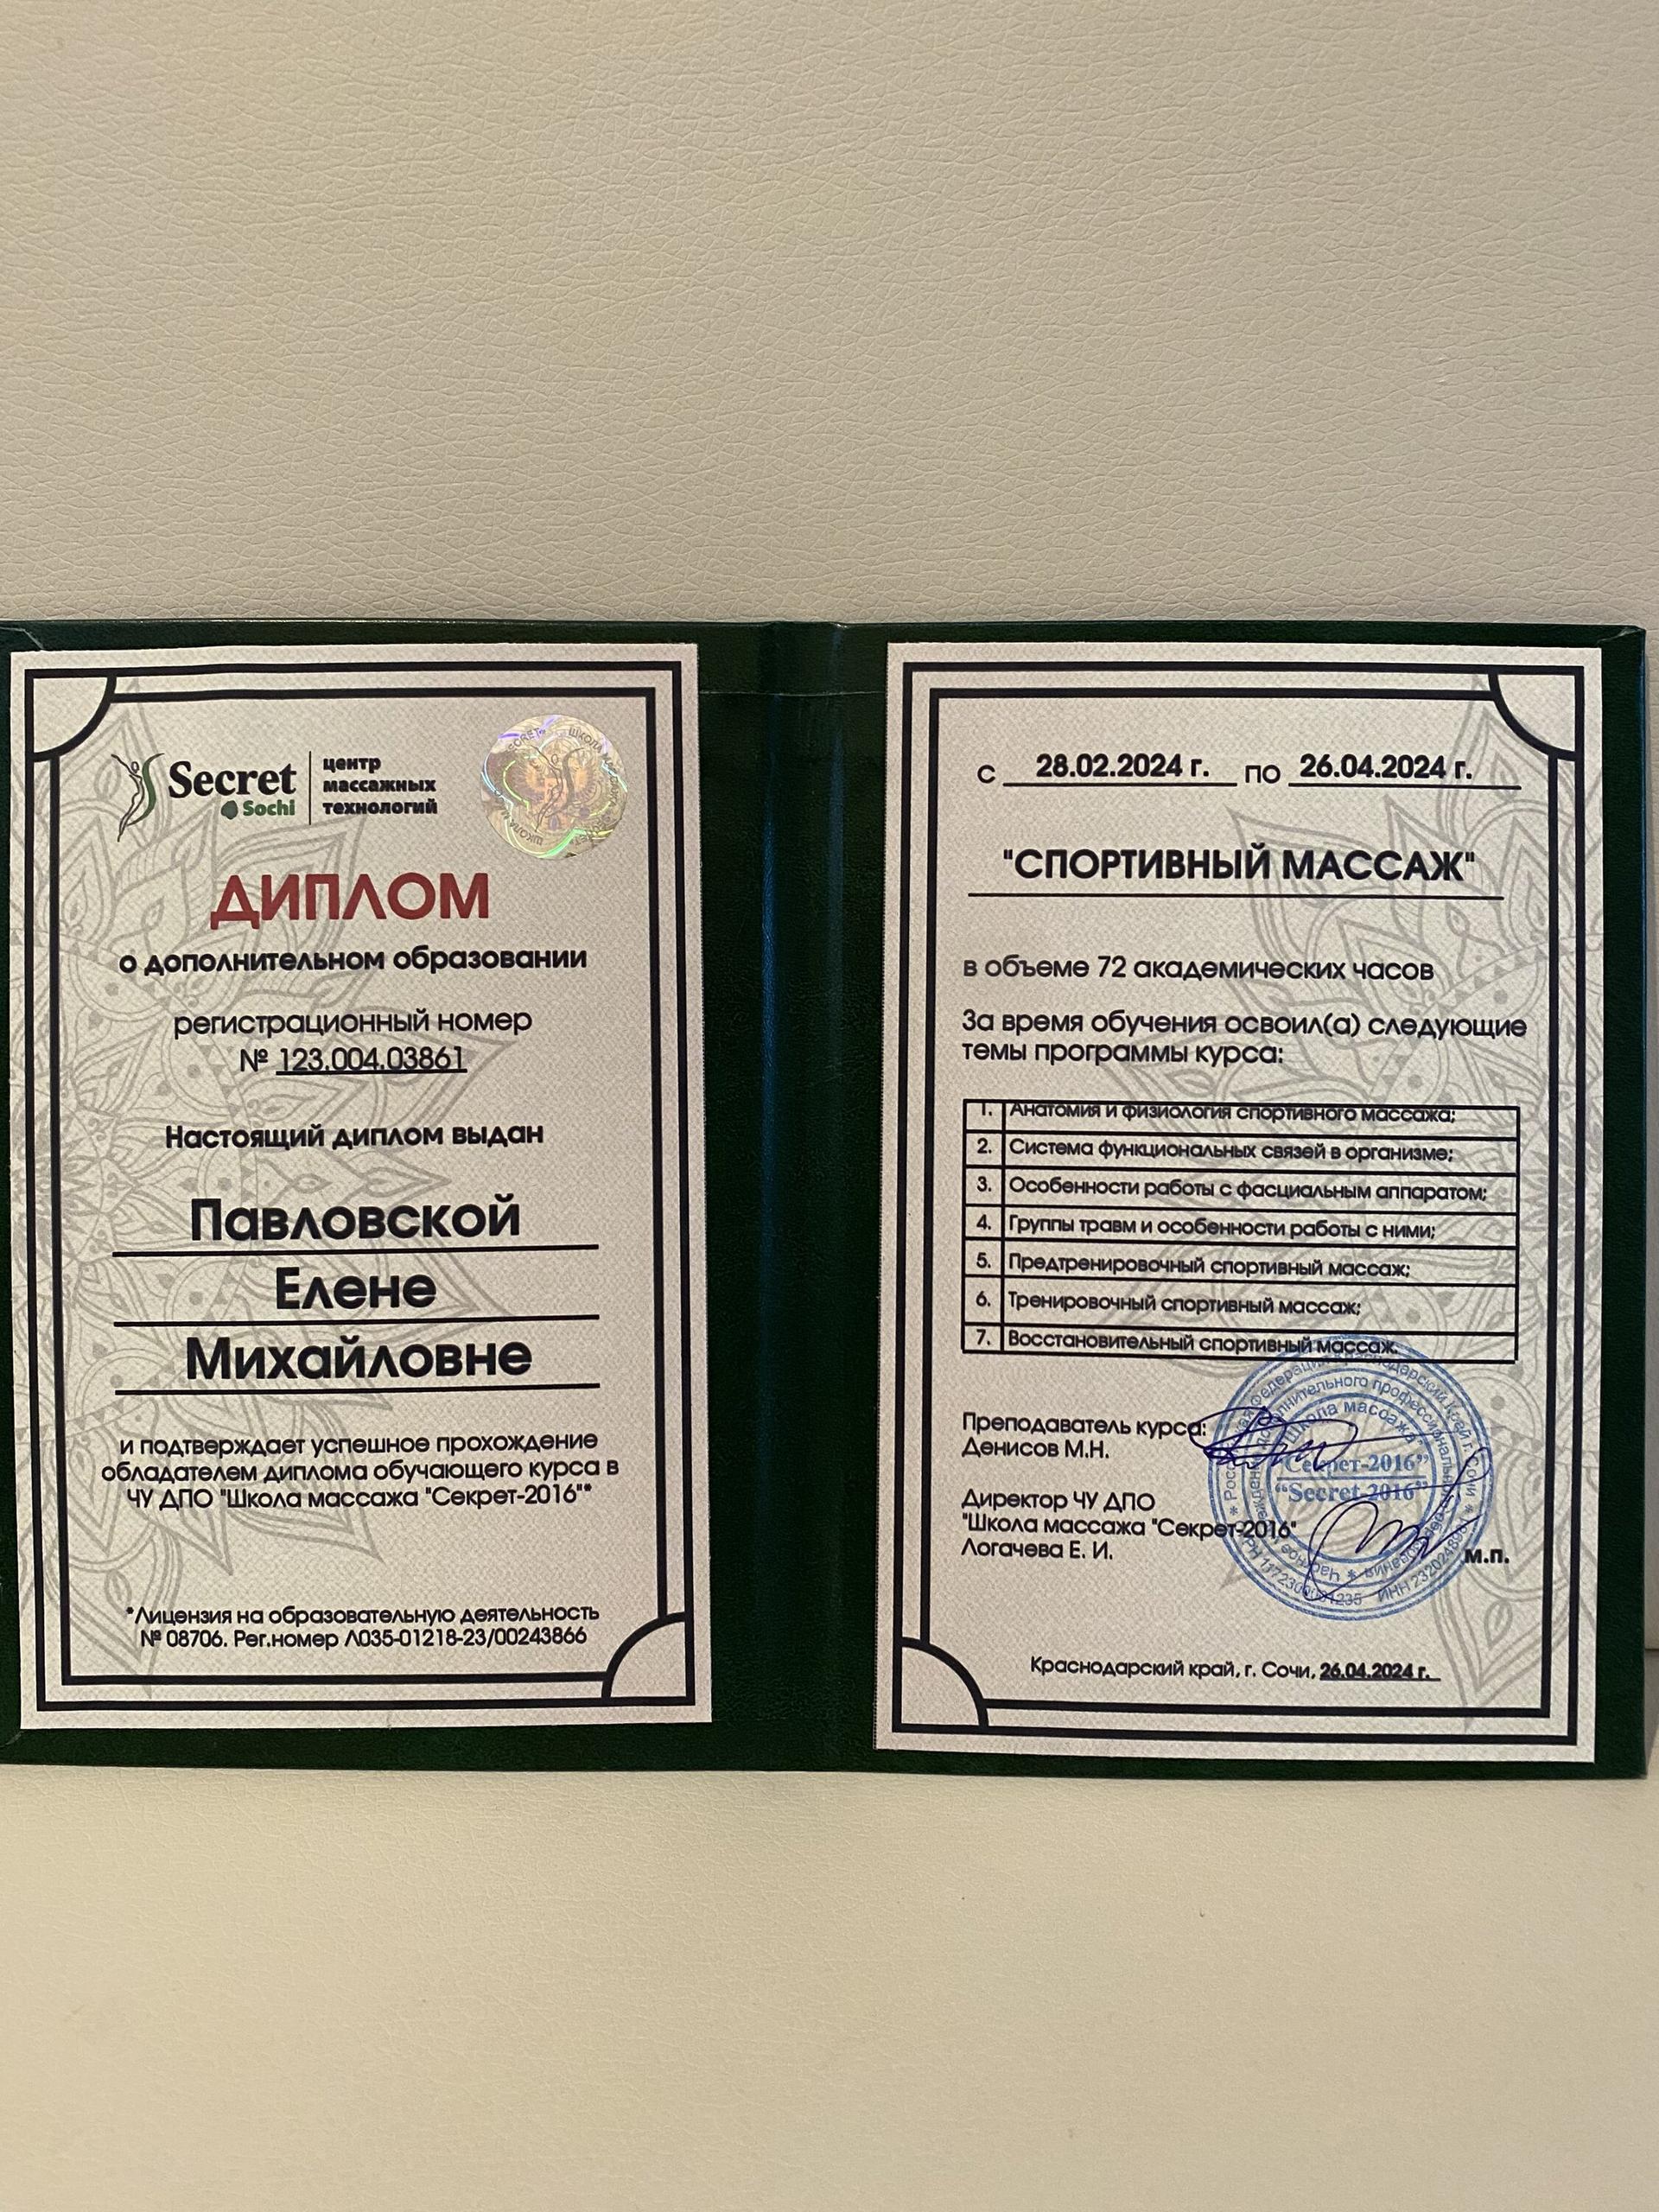 Secret
Sochi
центр
массажных
технологий
ДИПЛОМ
о дополнительном образовании
регистрационный номер
№ 123.004.03861
Настоящий диплом выдан
Павловской
Елене
Михайловне
и подтверждает успешное прохождение
обладателем диплома обучающего курса в
ЧУ ДПО "Школа массажа "Секрет-2016"*
*Лицензия на образовательную деятельность
№ 08706. Рег.номер Л035-01218-23/00243866
с 28.02.2024 г. по 26.04.2024 г.
"СПОРТИВНЫЙ МАССАЖ"
в объеме 72 академических часов
За время обучения освоил(а) следующие
темы программы курса:
1. Анатомия и физиология спортивного массажа;
2. Система функциональных связей в организме;
3. Особенности работы с фасциальным аппаратом;
4. Группы травм и особенности работы с ними;
5. Предтренировочный спортивный массаж;
6. Тренировочный спортивный массаж;
7. Восстановительный спортивный массаж.
Преподаватель курса:
Денисов М.Н.
Директор ЧУ ДПО
"Школа массажа "Секрет-2016"
Логачева Е. И.
Школа массажа
"Секрет-2016"
"Secret-2016"
м.п.
Краснодарский край, г. Сочи, 26.04.2024 г.